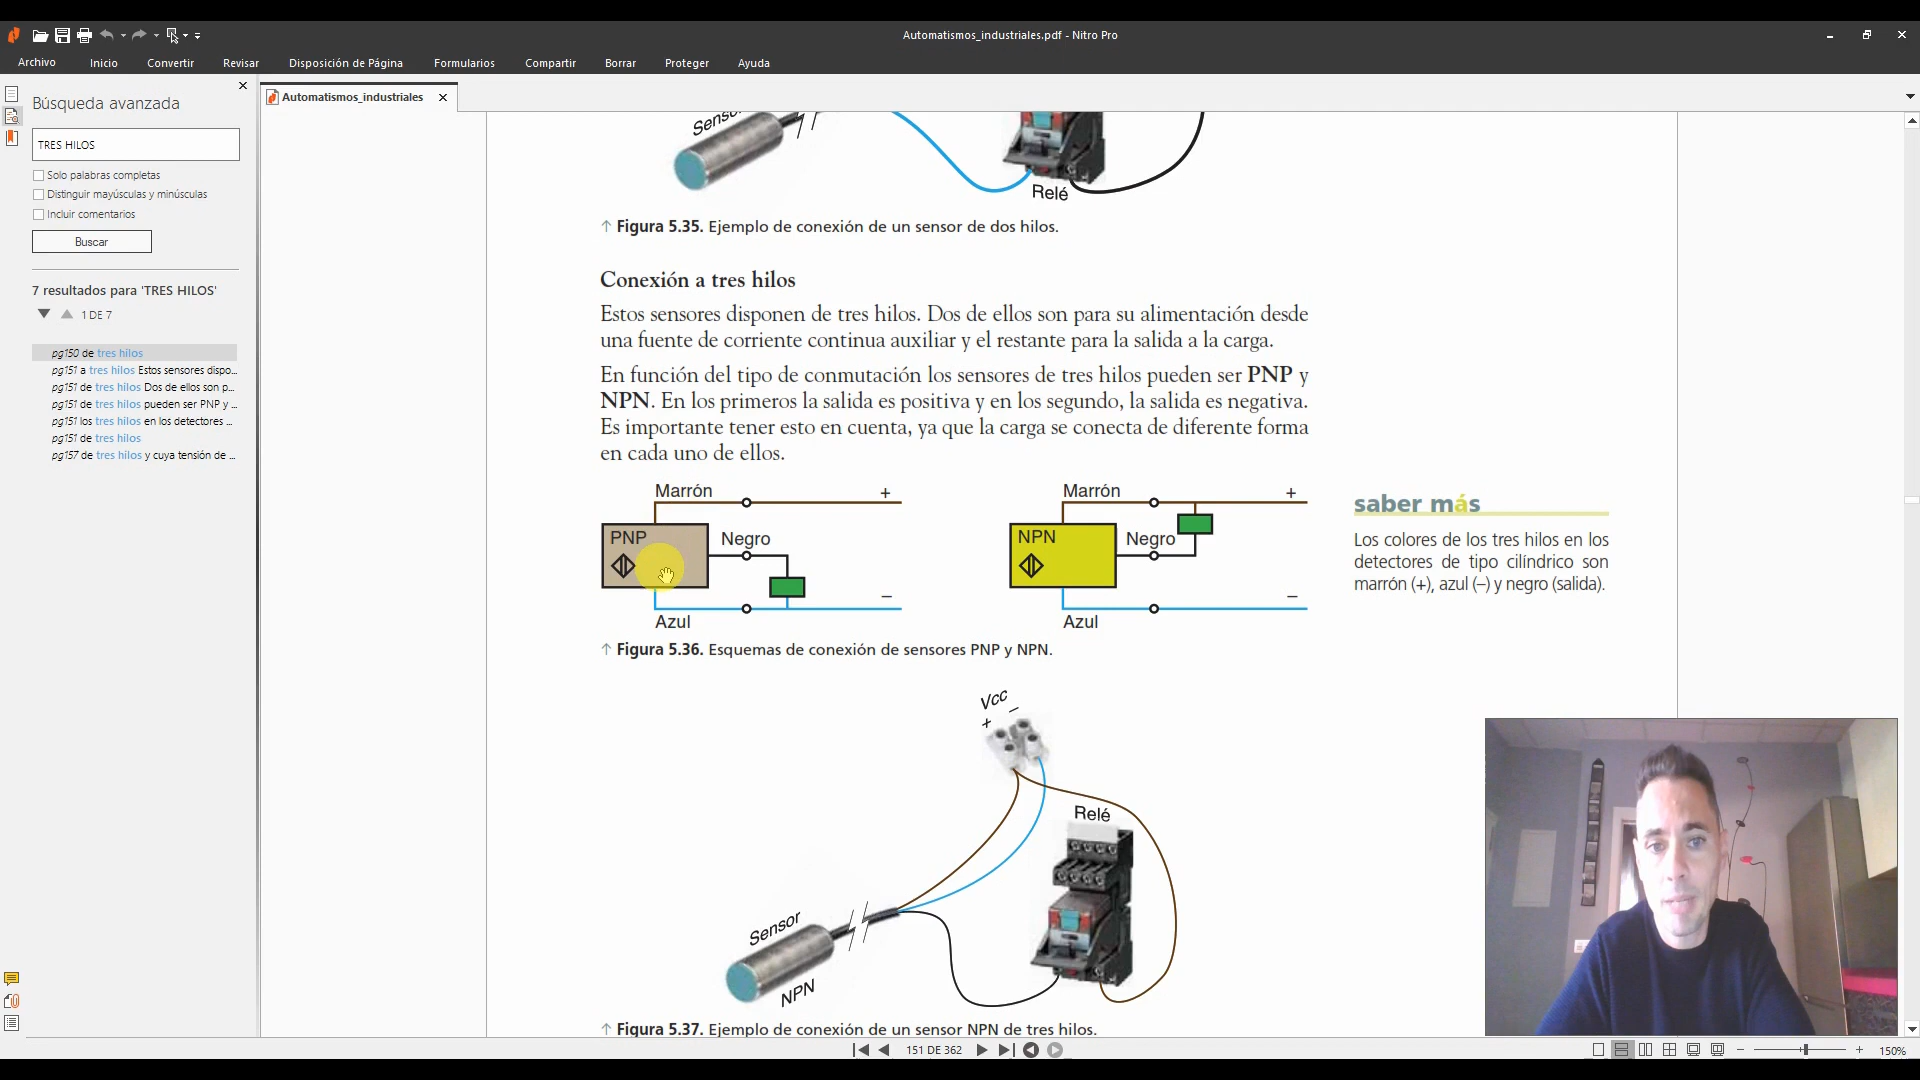 Automatismos_industriales.pdf - Nitro Pro
Archivo Inicio Convertir Revisar Disposición de Página Formularios Compartir Borrar Proteger Ayuda
Búsqueda avanzada
Automatismos_industriales
TRES HILOS
Solo palabras completas
Distinguir mayúsculas y minúsculas
Incluir comentarios
Buscar
7 resultados para 'TRES HILOS'
1 DE 7
pg150 de tres hilos
pg151 a tres hilos Estos sensores dispo...
pg151 de tres hilos Dos de ellos son p...
pg151 de tres hilos pueden ser PNP y ...
pg151 los tres hilos en los detectores ...
pg151 de tres hilos
pg157 de tres hilos y cuya tensión de ...
Sensor
Relé
↑ Figura 5.35. Ejemplo de conexión de un sensor de dos hilos.
Conexión a tres hilos
Estos sensores disponen de tres hilos. Dos de ellos son para su alimentación desde
una fuente de corriente continua auxiliar y el restante para la salida a la carga.
En función del tipo de conmutación los sensores de tres hilos pueden ser PNP y
NPN. En los primeros la salida es positiva y en los segundo, la salida es negativa.
Es importante tener esto en cuenta, ya que la carga se conecta de diferente forma
en cada uno de ellos.
Marrón +
PNP
Negro
−
Azul
Marrón +
NPN
Negro
−
Azul
saber más
Los colores de los tres hilos en los
detectores de tipo cilíndrico son
marrón (+), azul (–) y negro (salida).
↑ Figura 5.36. Esquemas de conexión de sensores PNP y NPN.
Vcc
+ −
Relé
Sensor
NPN
↑ Figura 5.37. Ejemplo de conexión de un sensor NPN de tres hilos.
151 DE 362
150%